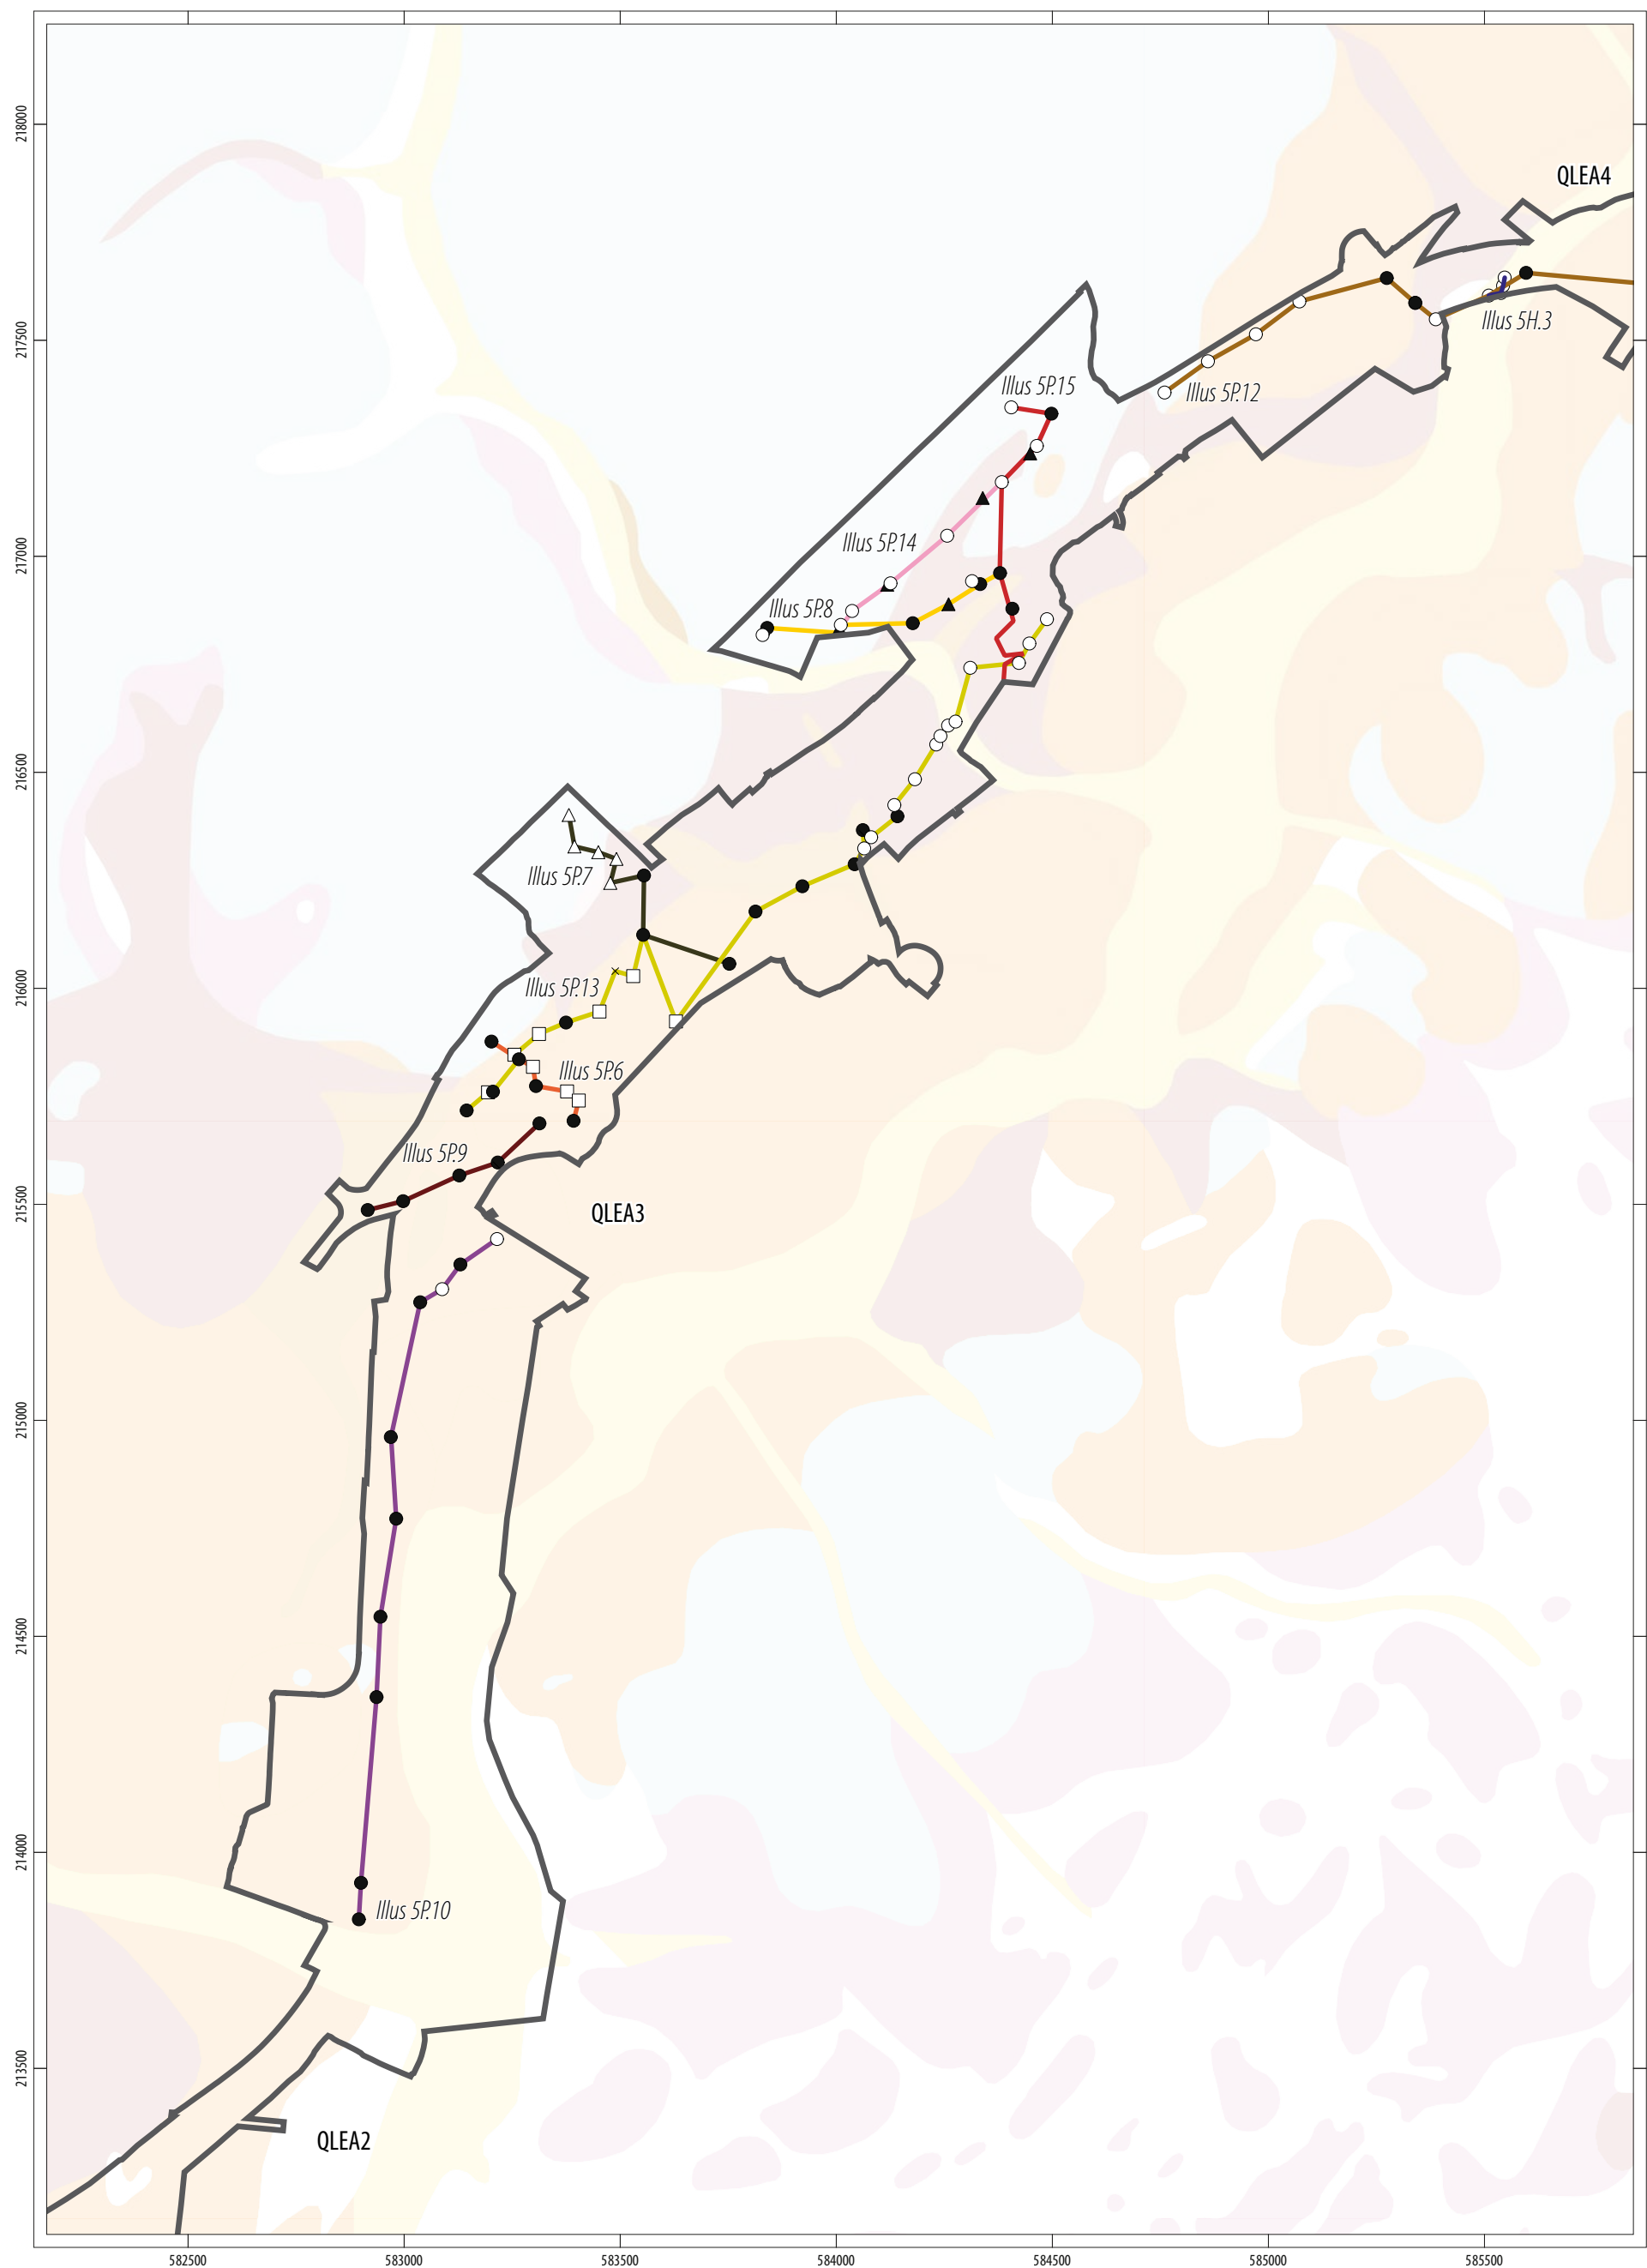 218000
QLEA4
217500
Illus 5H.3
Illus 5P.15
Illus 5P.12
Illus 5P.14
217000
Illus 5P.8
216500
Illus 5P.7
216000
Illus 5P.13
Illus 5P.6
Illus 5P.9
215500
QLEA3
215000
214500
214000
Illus 5P.10
213500
QLEA2
582500 583000 583500 584000 584500 585000 585500